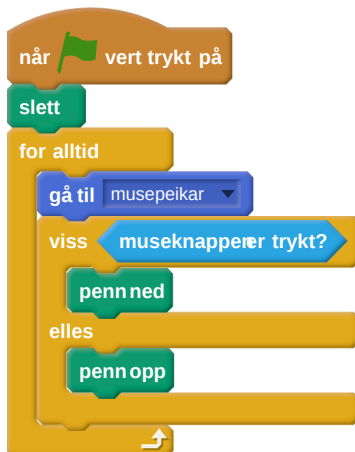 når vert trykt på
slett
for alltid
gå til musepeikar
viss museknappen er trykt?
penn ned
elles
penn opp